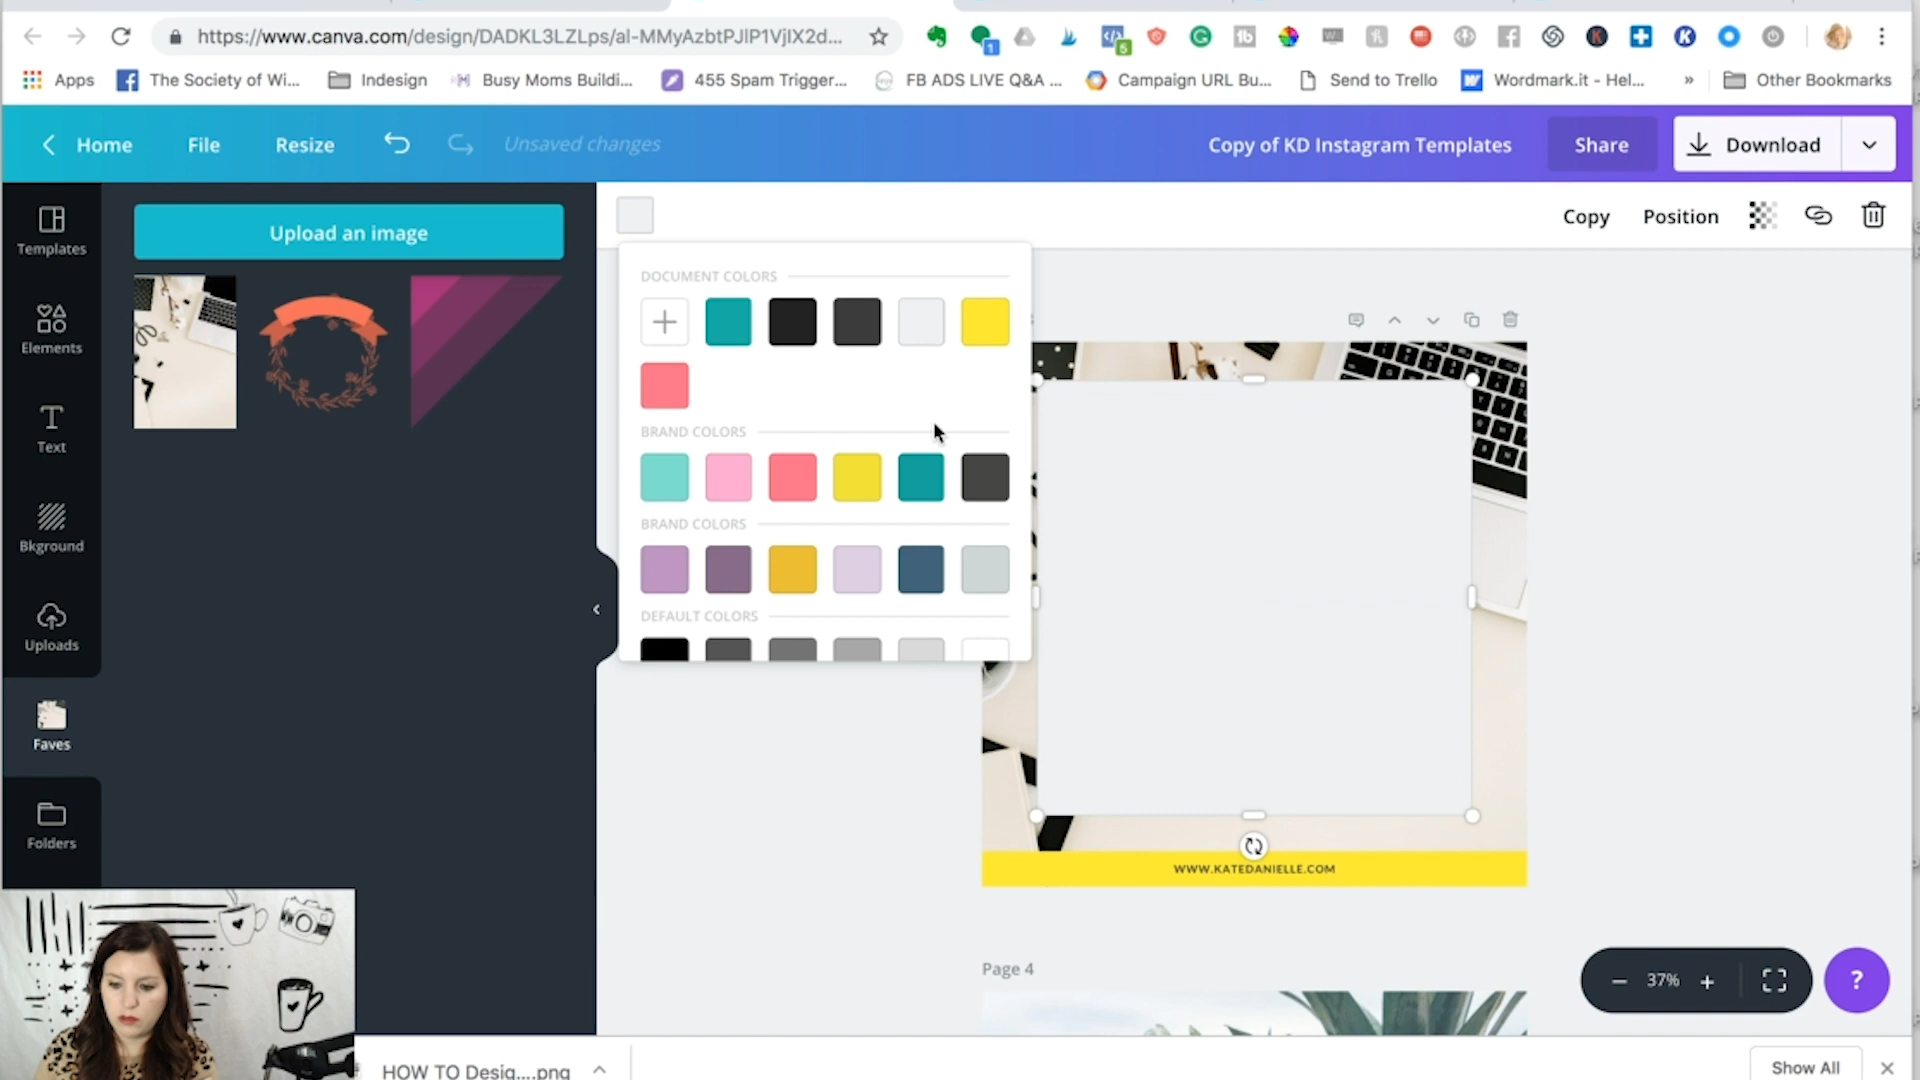 https://www.canva.com/design/DADKL3LZLps/al-MMyAzbtPJlP1VjlX2d...
1
5
Apps
The Society of Wi...
Indesign
Busy Moms Buildi...
455 Spam Trigger...
FB ADS LIVE Q&A ...
Campaign URL Bu...
Send to Trello
Wordmark.it - Hel...
»
Other Bookmarks
Home
File
Resize
Unsaved changes
Copy of KD Instagram Templates
Share
Download
Templates
Upload an image
Copy
Position
DOCUMENT COLORS
Elements
BRAND COLORS
Text
BRAND COLORS
Bkground
DEFAULT COLORS
Uploads
Faves
Folders
WWW.KATEDANIELLE.COM
Page 4
37%
?
HOW TO Desig....png
Show All